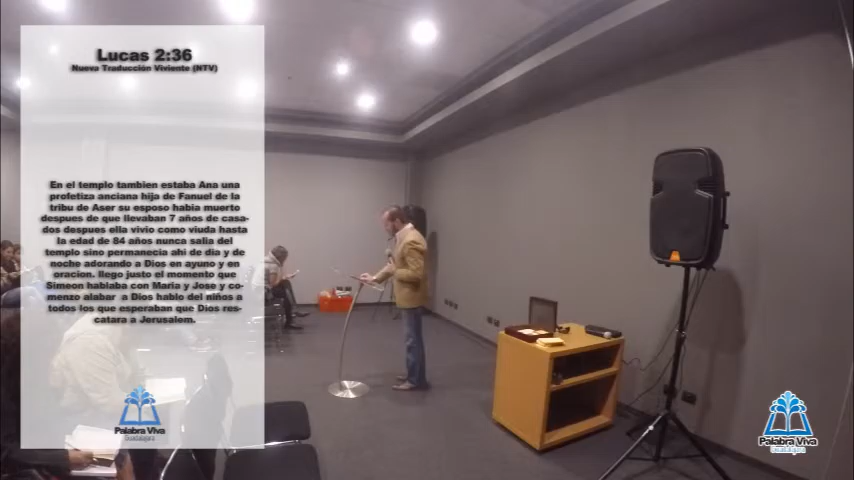 Lucas 2:36
Nueva Traducción Viviente (NTV)
En el templo tambien estaba Ana una
profetiza anciana hija de Fanuel de la
tribu de Aser su esposo habia muerto
despues de que llevaban 7 años de casa-
dos despues ella vivio como viuda hasta
la edad de 84 años nunca salia del
templo sino permanecia ahi de dia y de
noche adorando a Dios en ayuno y en
oracion. llego justo el momento que
Simeon hablaba con Maria y Jose y co-
menzo alabar a Dios hablo del niños a
todos los que esperaban que Dios res-
catara a Jerusalem.
Palabra Viva
Guadalajara
Palabra Viva
Guadalajara